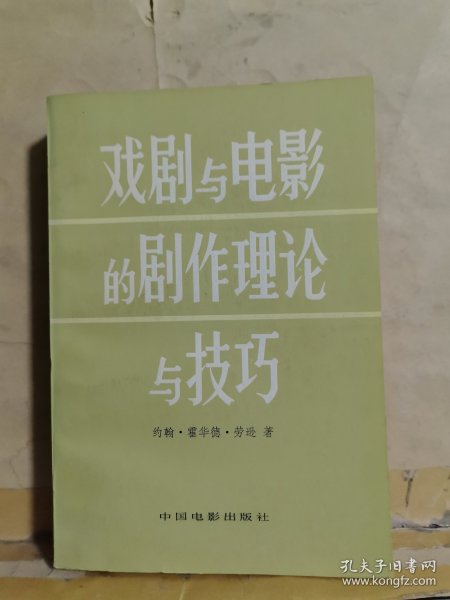 戏剧与电影
的剧作理论
与技巧
约翰·霍华德·劳逊 著
中国电影出版社
孔夫子旧书网
www.kongfz.com